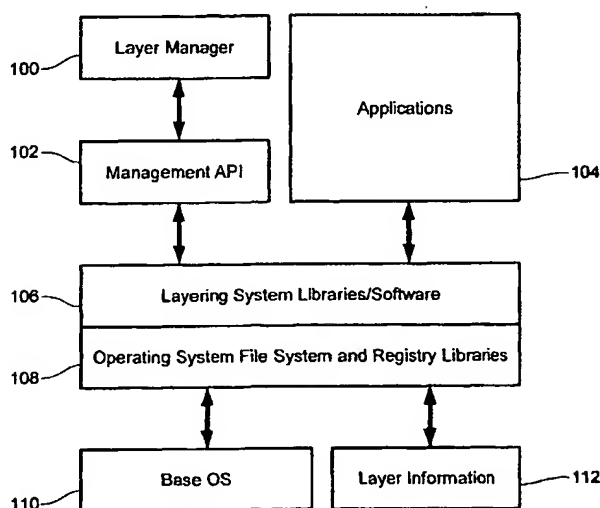 Layer Manager
100
Applications
102
Management API
104
106
Layering System Libraries/Software
Operating System File System and Registry Libraries
108
Base OS
Layer Information
112
110